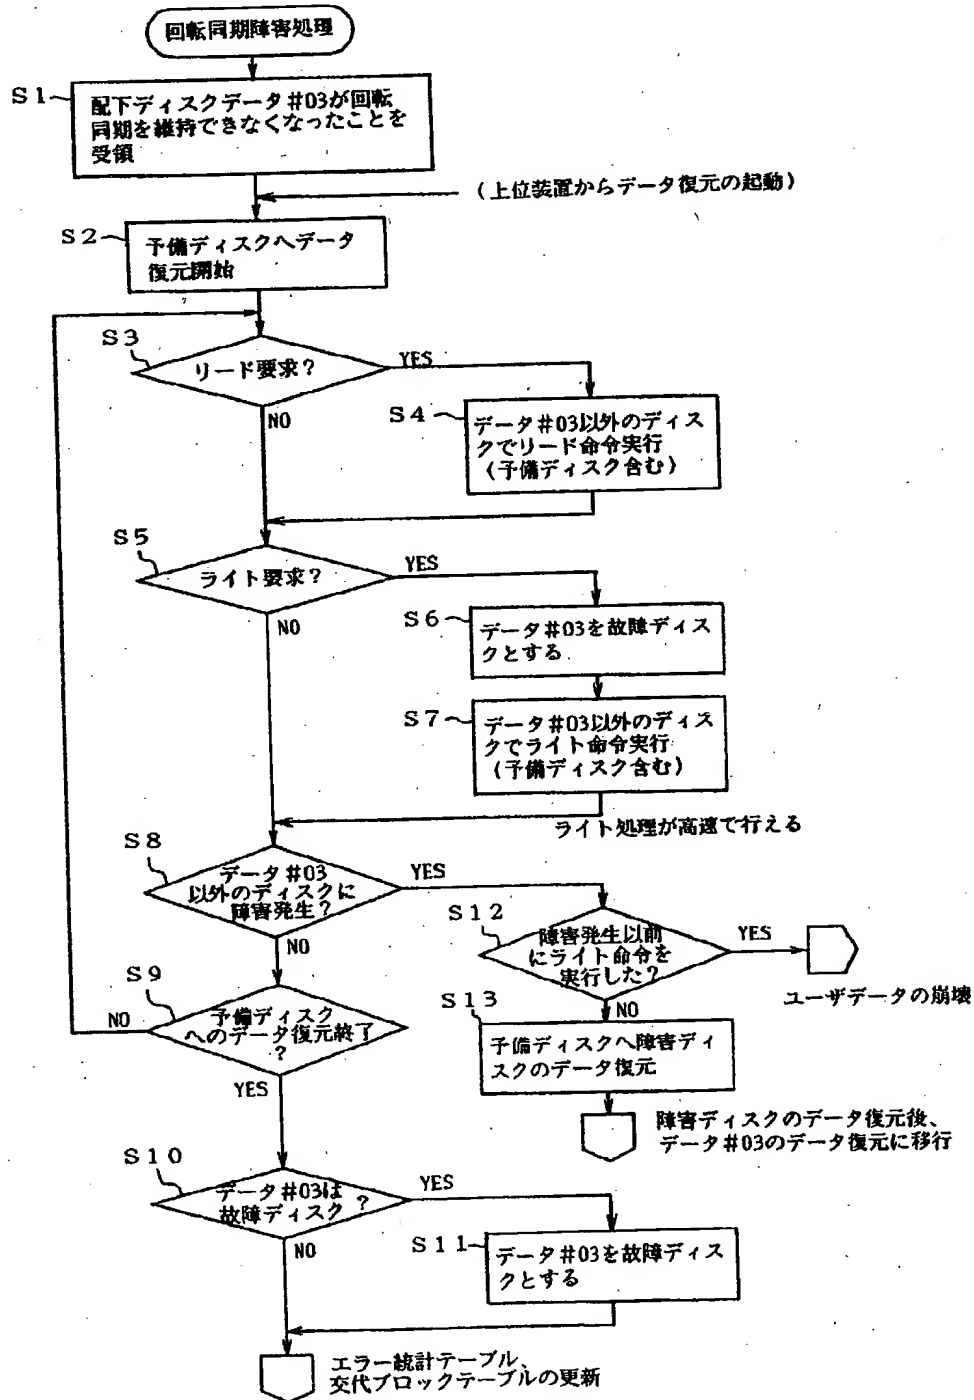 回転同期障害処理
S1
配下ディスクデータ#03が回転
同期を維持できなくなったことを
受領
(上位装置からデータ復元の起動)
S2
予備ディスクへデータ
復元開始
S3
リード要求?
YES
NO
S4
データ#03以外のディス
クでリード命令実行
(予備ディスク含む)
S5
ライト要求?
YES
NO
S6
データ#03を故障ディス
クとする
S7
データ#03以外のディス
クでライト命令実行
(予備ディスク含む)
ライト処理が高速で行える
S8
データ#03
以外のディスクに
障害発生?
YES
NO
S12
障害発生以前
にライト命令を
実行した?
YES
NO
ユーザデータの崩壊
S13
予備ディスクへ障害ディ
スクのデータ復元
障害ディスクのデータ復元後、
データ#03のデータ復元に移行
S9
予備ディスク
へのデータ復元終了
?
NO
YES
S10
データ#03は
故障ディスク?
YES
NO
S11
データ#03を故障ディス
クとする
エラー統計テーブル、
交代ブロックテーブルの更新